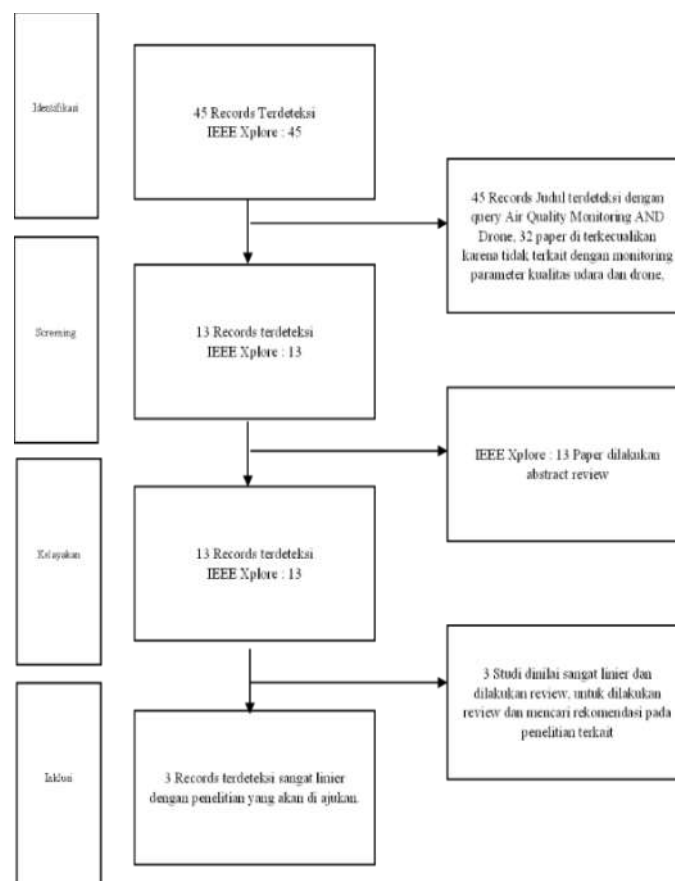 Identifikasi
45 Records Terdeteksi
IEEE Xplore : 45
45 Records Judul terdeteksi dengan
query Air Quality Monitoring AND
Drone, 32 paper di terkecualikan
karena tidak terkait dengan monitoring
parameter kualitas udara dan drone,
Screening
13 Records terdeteksi
IEEE Xplore : 13
IEEE Xplore : 13 Paper dilakukan
abstract review
Kelayakan
13 Records terdeteksi
IEEE Xplore : 13
3 Studi dinilai sangat linier dan
dilakukan review, untuk dilakukan
review dan mencari rekomendasi pada
penelitian terkait
Inklusi
3 Records terdeteksi sangat linier
dengan penelitian yang akan di ajukan.